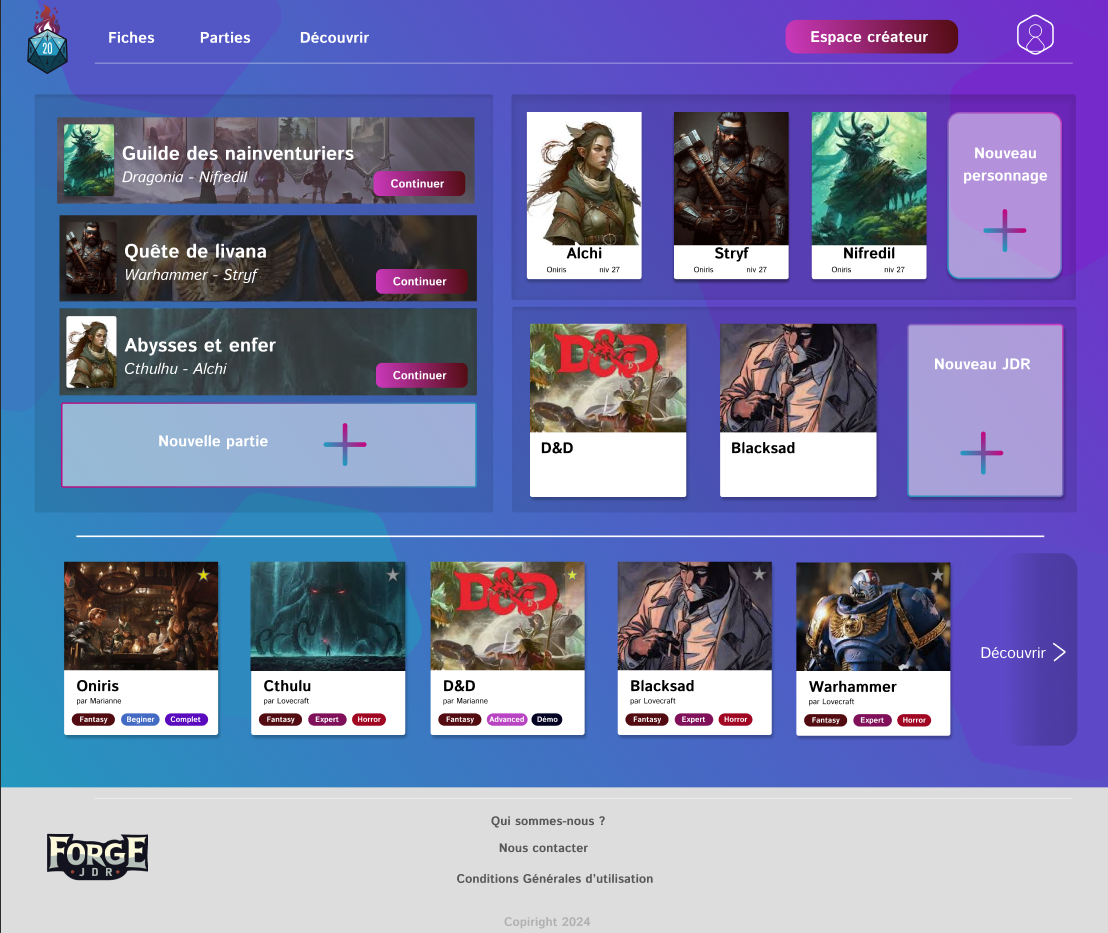 20
Fiches Parties Découvrir Espace créateur
Guilde des nainventuriers
Dragonia - Nifredil
Continuer
Quête de livana
Warhammer - Stryf
Continuer
Abysses et enfer
Cthulhu - Alchi
Continuer
Nouvelle partie
Alchi
Oniris niv 27
Stryf
Oniris niv 27
Nifredil
Oniris niv 27
Nouveau
personnage
D&D
D&D
Blacksad
Nouveau JDR
Oniris
par Marianne
Fantasy Beginer Complet
Cthulu
par Lovecraft
Fantasy Expert Horror
D&D
D&D
par Marianne
Fantasy Advanced Démo
Blacksad
par Lovecraft
Fantasy Expert Horror
Warhammer
par Lovecraft
Fantasy Expert Horror
Découvrir
FORGE
JDR
Qui sommes-nous ?
Nous contacter
Conditions Générales d'utilisation
Copiright 2024